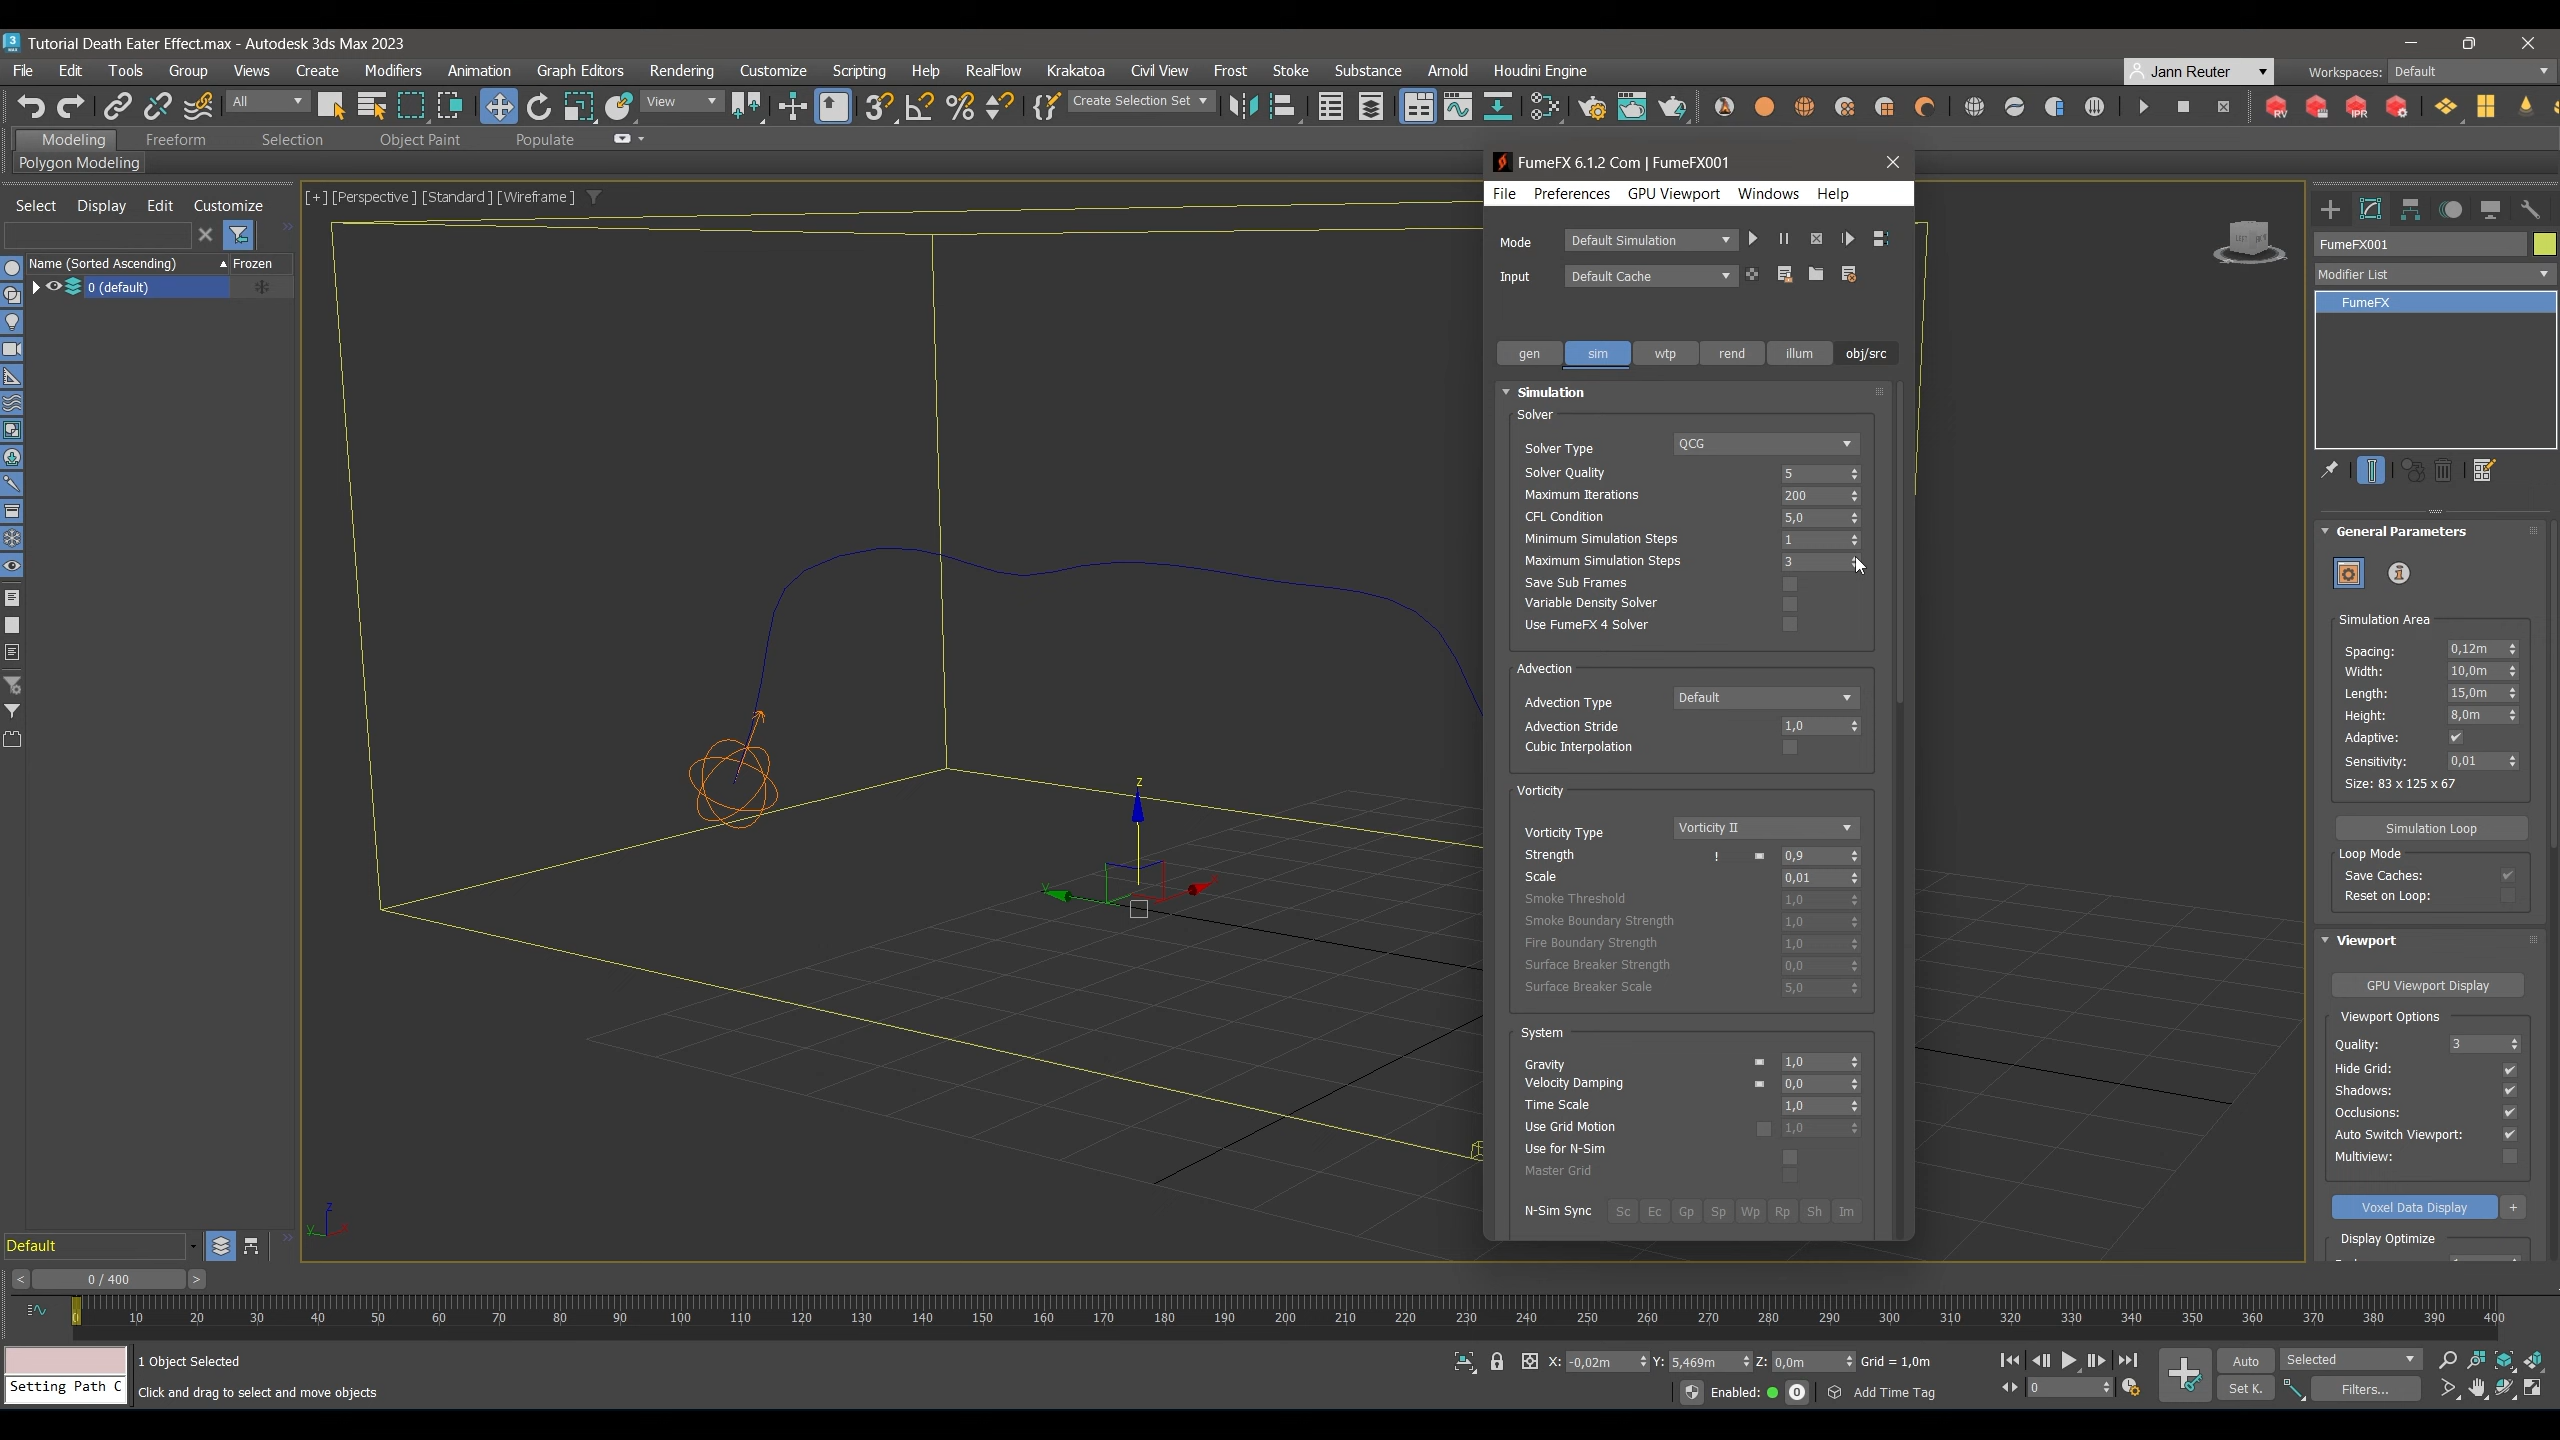 Tutorial Death Eater Effect.max - Autodesk 3ds Max 2023
File Edit Tools Group Views Create Modifiers Animation Graph Editors Rendering Customize Scripting Help RealFlow Krakatoa Civil View Frost Stoke Substance Arnold Houdini Engine
Jann Reuter
Workspaces: Default
All
View
Create Selection Set
RV
IPR
Modeling Freeform Selection Object Paint Populate
Polygon Modeling
Select Display Edit Customize
Name (Sorted Ascending) Frozen
0 (default)
[+] [Perspective ] [Standard ] [Wireframe ]
z
FumeFX 6.1.2 Com | FumeFX001
File Preferences GPU Viewport Windows Help
Mode Default Simulation
Input Default Cache
gen sim wtp rend illum obj/src
Simulation
Solver
Solver Type QCG
Solver Quality 5
Maximum Iterations 200
CFL Condition 5,0
Minimum Simulation Steps 1
Maximum Simulation Steps 3
Save Sub Frames
Variable Density Solver
Use FumeFX 4 Solver
Advection
Advection Type Default
Advection Stride 1,0
Cubic Interpolation
Vorticity
Vorticity Type Vorticity II
Strength ! 0,9
Scale 0,01
Smoke Threshold 1,0
Smoke Boundary Strength 1,0
Fire Boundary Strength 1,0
Surface Breaker Strength 0,0
Surface Breaker Scale 5,0
System
Gravity 1,0
Velocity Damping 0,0
Time Scale 1,0
Use Grid Motion 1,0
Use for N-Sim
Master Grid
N-Sim Sync Sc Ec Gp Sp Wp Rp Sh Im
LEFT
FumeFX001
Modifier List
FumeFX
General Parameters
Simulation Area
Spacing: 0,12m
Width: 10,0m
Length: 15,0m
Height: 8,0m
Adaptive:
Sensitivity: 0,01
Size: 83 x 125 x 67
Simulation Loop
Loop Mode
Save Caches:
Reset on Loop:
Viewport
GPU Viewport Display
Viewport Options
Quality: 3
Hide Grid:
Shadows:
Occlusions:
Auto Switch Viewport:
Multiview:
Voxel Data Display +
Display Optimize
Default
< 0 / 400 >
0 10 20 30 40 50 60 70 80 90 100 110 120 130 140 150 160 170 180 190 200 210 220 230 240 250 260 270 280 290 300 310 320 330 340 350 360 370 380 390 400
Setting Path C
1 Object Selected
Click and drag to select and move objects
X: -0,02m Y: 5,469m Z: 0,0m Grid = 1,0m
Enabled: 0 Add Time Tag
0
Auto Selected
Set K. Filters...